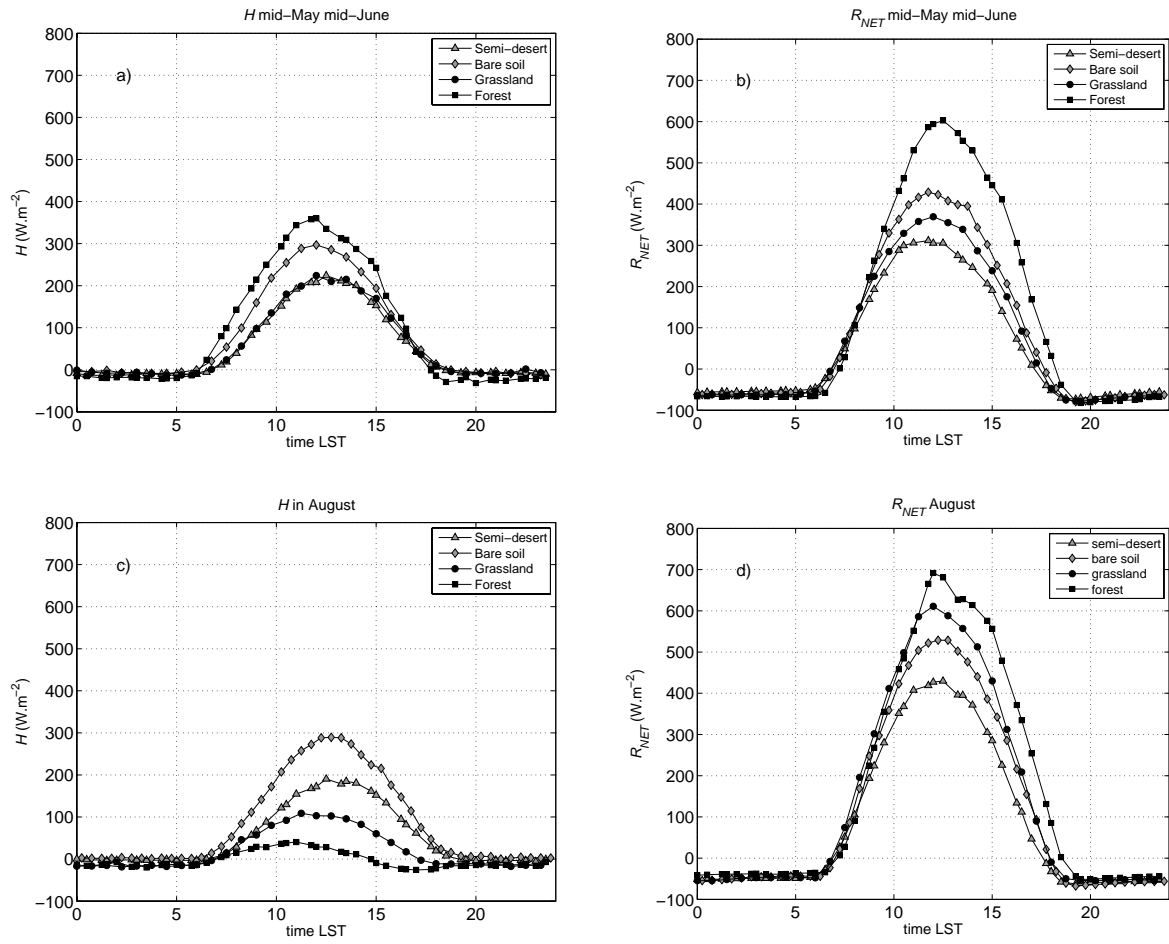 H mid−May mid−June
800
700
600
500
400
300
200
100
0
−100
H (W.m−2)
a)
Semi−desert
Bare soil
Grassland
Forest
0 5 10 15 20
time LST
RNET mid−May mid−June
800
700
600
500
400
300
200
100
0
−100
RNET (W.m−2)
b)
Semi−desert
Bare soil
Grassland
Forest
0 5 10 15 20
time LST
H in August
800
700
600
500
400
300
200
100
0
−100
H (W.m−2)
c)
Semi−desert
Bare soil
Grassland
Forest
0 5 10 15 20
time LST
RNET August
800
700
600
500
400
300
200
100
0
−100
RNET (W.m−2)
d)
semi−desert
bare soil
grassland
forest
0 5 10 15 20
time LST